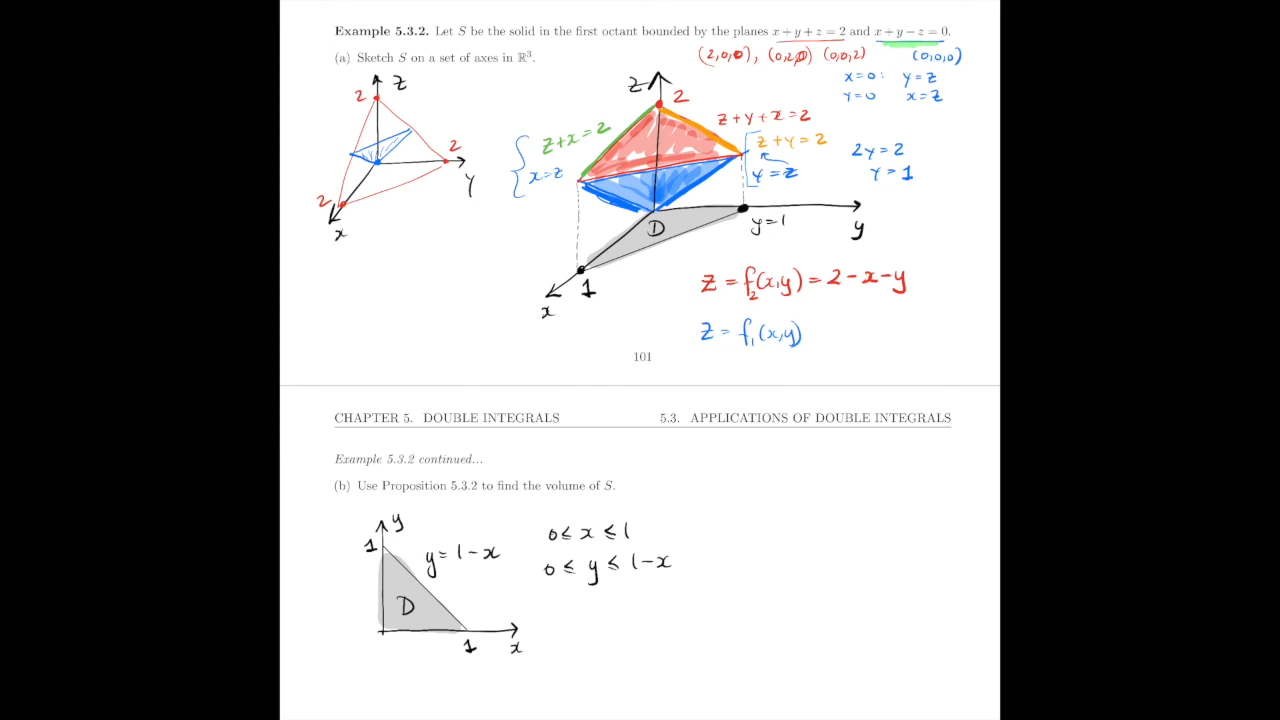 Example 5.3.2. Let S be the solid in the first octant bounded by the planes x + y + z = 2 and x + y − z = 0.
(a) Sketch S on a set of axes in ℝ³.
(2,0,0), (0,2,0) (0,0,2)
(0,0,0)
x=0: y=z
y=0 x=z
z
2
2
y
2
x
z
2
z+y+x=2
z+x=2
x=z
z+y=2
y=z
2y=2
y=1
D
y=1
y
1
x
z = f₂(x,y) = 2-x-y
z = f₁(x,y)
101
CHAPTER 5. DOUBLE INTEGRALS 5.3. APPLICATIONS OF DOUBLE INTEGRALS
Example 5.3.2 continued...
(b) Use Proposition 5.3.2 to find the volume of S.
y
1
y=1-x
D
1
x
0≤x≤1
0≤y≤1-x